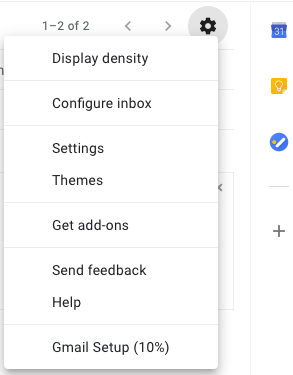 1–2 of 2
Display density
Configure inbox
Settings
Themes
Get add-ons
Send feedback
Help
Gmail Setup (10%)
31